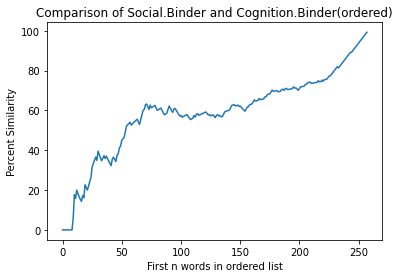 Comparison of Social.Binder and Cognition.Binder(ordered)
100
80
60
40
20
0
Percent Similarity
0 50 100 150 200 250
First n words in ordered list